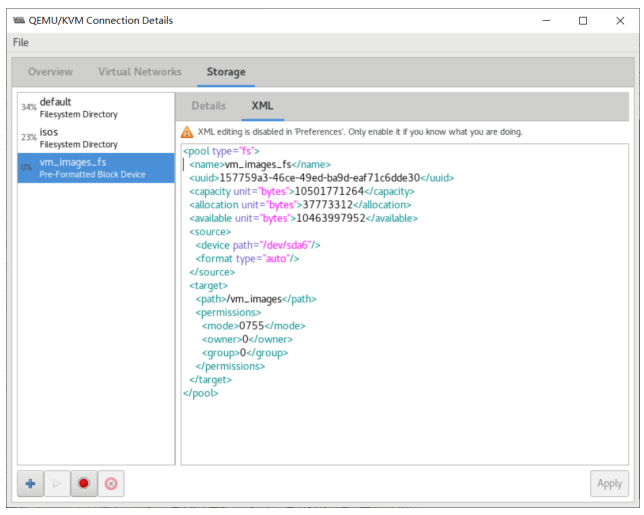 QEMU/KVM Connection Details
File
Overview Virtual Networks Storage
34% default
Filesystem Directory
23% isos
Filesystem Directory
0% vm_images_fs
Pre-Formatted Block Device
Details XML
XML editing is disabled in 'Preferences'. Only enable it if you know what you are doing.
<pool type="fs">
<name>vm_images_fs</name>
<uuid>157759a3-46ce-49ed-ba9d-eaf71c6dde30</uuid>
<capacity unit="bytes">10501771264</capacity>
<allocation unit="bytes">37773312</allocation>
<available unit="bytes">10463997952</available>
<source>
<device path="/dev/sda6"/>
<format type="auto"/>
</source>
<target>
<path>/vm_images</path>
<permissions>
<mode>0755</mode>
<owner>0</owner>
<group>0</group>
</permissions>
</target>
</pool>
Apply